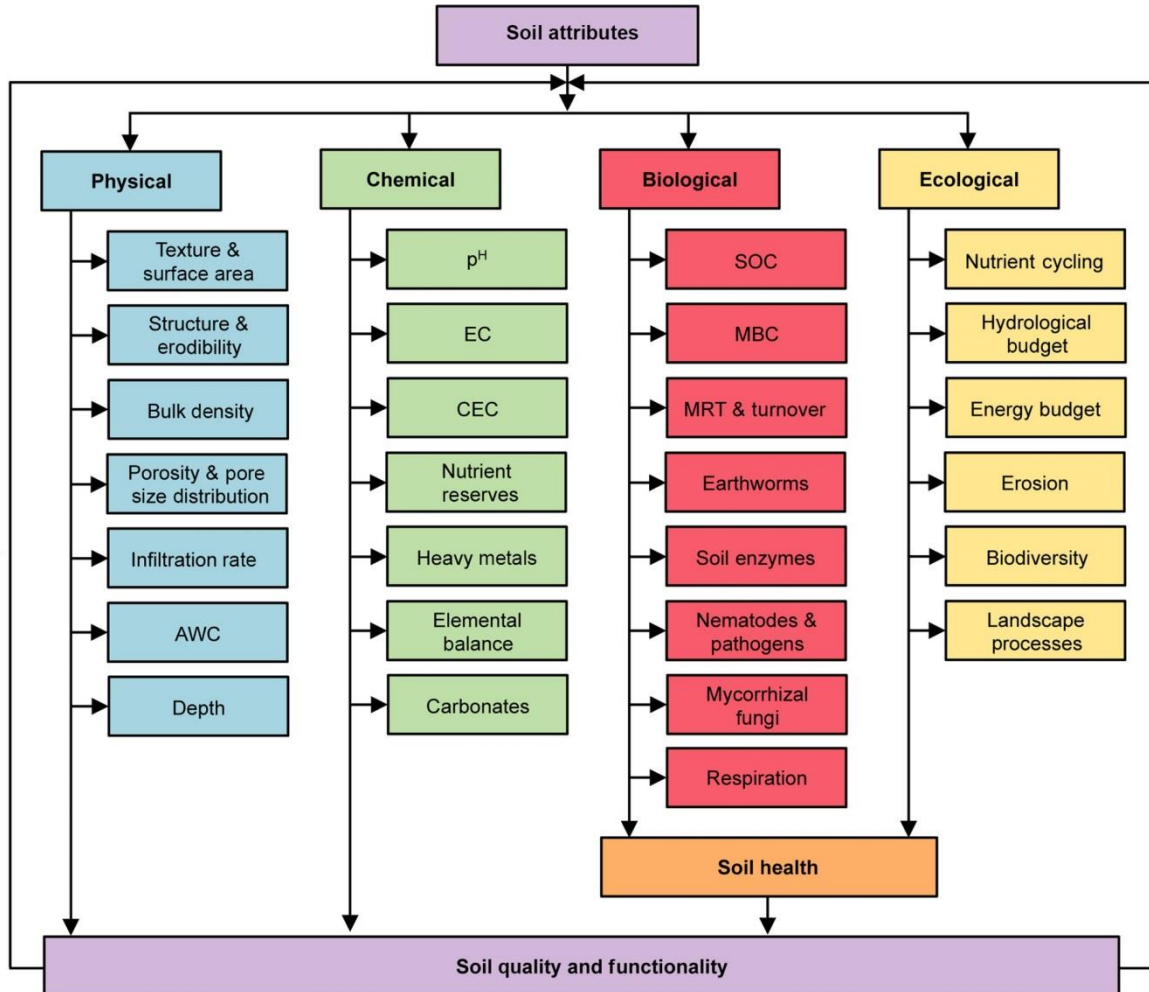 Soil attributes
Physical
Chemical
Biological
Ecological
Texture &
surface area
Structure &
erodibility
Bulk density
Porosity & pore
size distribution
Infiltration rate
AWC
Depth
pᴴ
EC
CEC
Nutrient
reserves
Heavy metals
Elemental
balance
Carbonates
SOC
MBC
MRT & turnover
Earthworms
Soil enzymes
Nematodes &
pathogens
Mycorrhizal
fungi
Respiration
Nutrient cycling
Hydrological
budget
Energy budget
Erosion
Biodiversity
Landscape
processes
Soil health
Soil quality and functionality